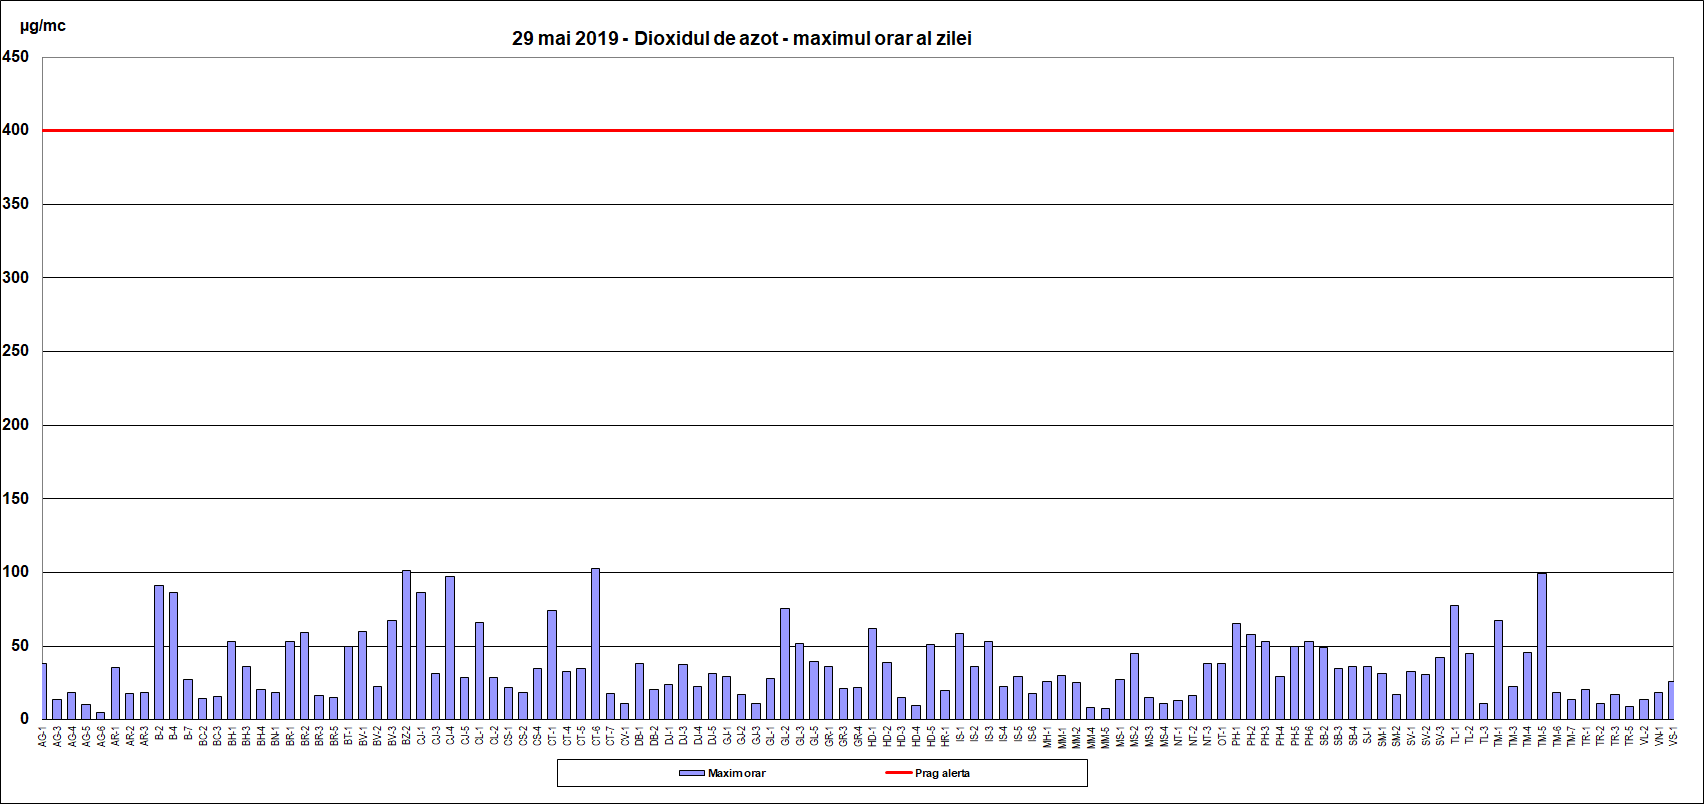 µg/mc
29 mai 2019 - Dioxidul de azot - maximul orar al zilei
450
400
350
300
250
200
150
100
50
0
AG-1 AG-3 AG-4 AG-5 AG-6 AR-1 AR-2 AR-3 B-2 B-4 B-7 BC-2 BC-3 BH-1 BH-3 BH-4 BN-1 BR-1 BR-2 BR-3 BR-5 BT-1 BV-1 BV-2 BV-3 BZ-2 CJ-1 CJ-3 CJ-4 CJ-5 CL-1 CL-2 CS-1 CS-2 CS-4 CT-1 CT-4 CT-5 CT-6 CT-7 CV-1 DB-1 DB-2 DJ-1 DJ-3 DJ-4 DJ-5 GJ-1 GJ-2 GJ-3 GL-1 GL-2 GL-3 GL-5 GR-1 GR-3 GR-4 HD-1 HD-2 HD-3 HD-4 HD-5 HR-1 IS-1 IS-2 IS-3 IS-4 IS-5 IS-6 MH-1 MM-1 MM-2 MM-4 MM-5 MS-1 MS-2 MS-3 MS-4 NT-1 NT-2 NT-3 OT-1 PH-1 PH-2 PH-3 PH-4 PH-5 PH-6 SB-2 SB-3 SB-4 SJ-1 SM-1 SM-2 SV-1 SV-2 SV-3 TL-1 TL-2 TL-3 TM-1 TM-3 TM-4 TM-5 TM-6 TM-7 TR-1 TR-2 TR-3 TR-5 VL-2 VN-1 VS-1
Maxim orar Prag alerta